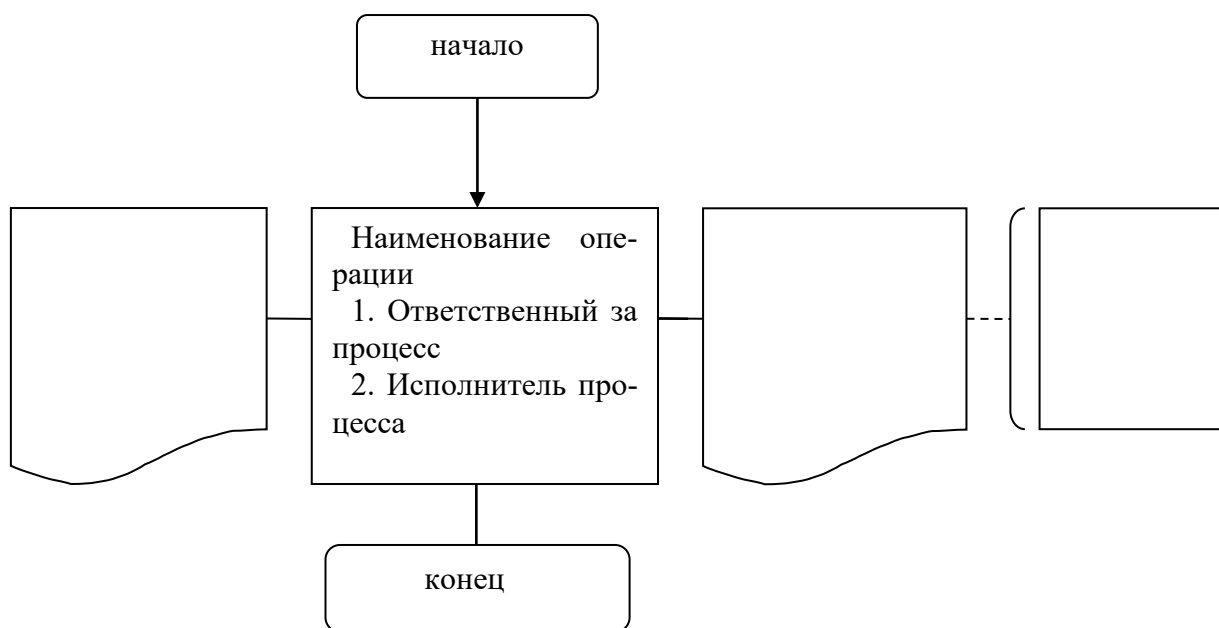 начало
Наименование опе-
рации
1. Ответственный за
процесс
2. Исполнитель про-
цесса
конец